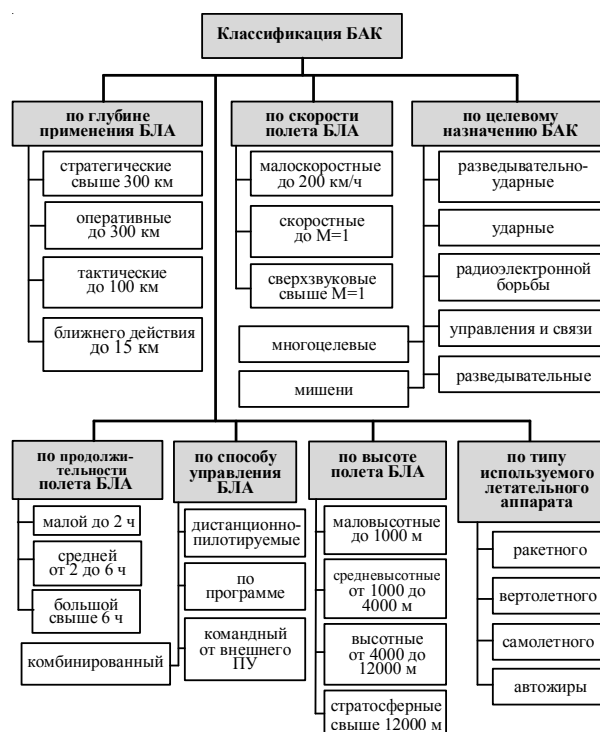 Классификация БАК
по глубине
применения БЛА
стратегические
свыше 300 км
оперативные
до 300 км
тактические
до 100 км
ближнего действия
до 15 км
по скорости
полета БЛА
малоскоростные
до 200 км/ч
скоростные
до М=1
сверхзвуковые
свыше М=1
по целевому
назначению БАК
разведывательно-
ударные
ударные
радиоэлектронной
борьбы
управления и связи
разведывательные
многоцелевые
мишени
по продолжи-
тельности
полета БЛА
малой до 2 ч
средней
от 2 до 6 ч
большой
свыше 6 ч
по способу
управления
БЛА
дистанционно-
пилотируемые
по
программе
командный
от внешнего
ПУ
комбинированный
по высоте
полета БЛА
маловысотные
до 1000 м
средневысотные
от 1000 до
4000 м
высотные
от 4000 до
12000 м
стратосферные
свыше 12000 м
по типу
используемого
летательного
аппарата
ракетного
вертолетного
самолетного
автожиры